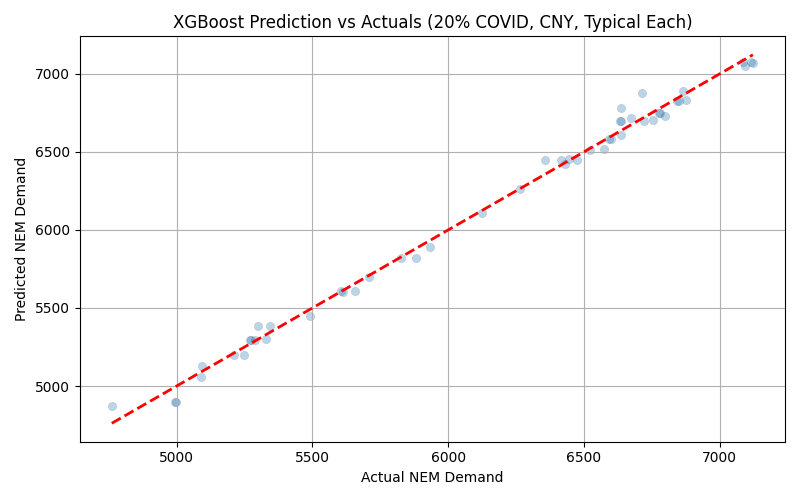 XGBoost Prediction vs Actuals (20% COVID, CNY, Typical Each)
7000
6500
6000
5500
5000
Predicted NEM Demand
5000 5500 6000 6500 7000
Actual NEM Demand